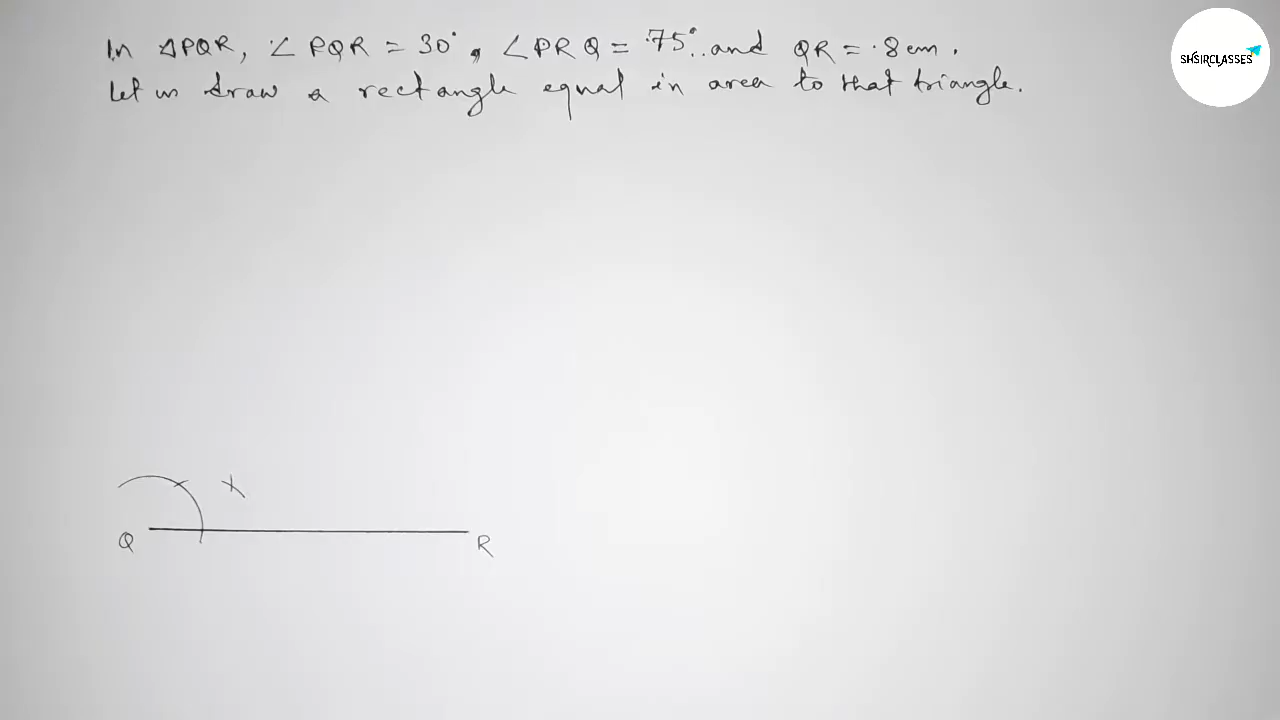 In △PQR, ∠PQR = 30°, ∠PRQ = 75° and QR = 8 cm.
Let us draw a rectangle equal in area to that triangle.
SHSIRCLASSES
Q
R